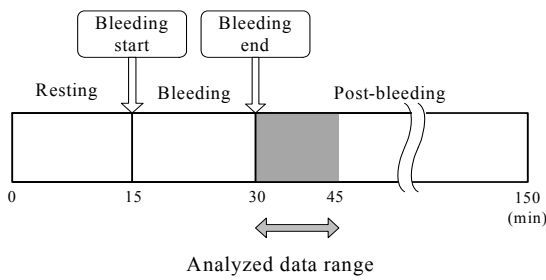 Bleeding
start
Bleeding
end
Resting
Bleeding
Post-bleeding
0
15
30
45
150
(min)
Analyzed data range